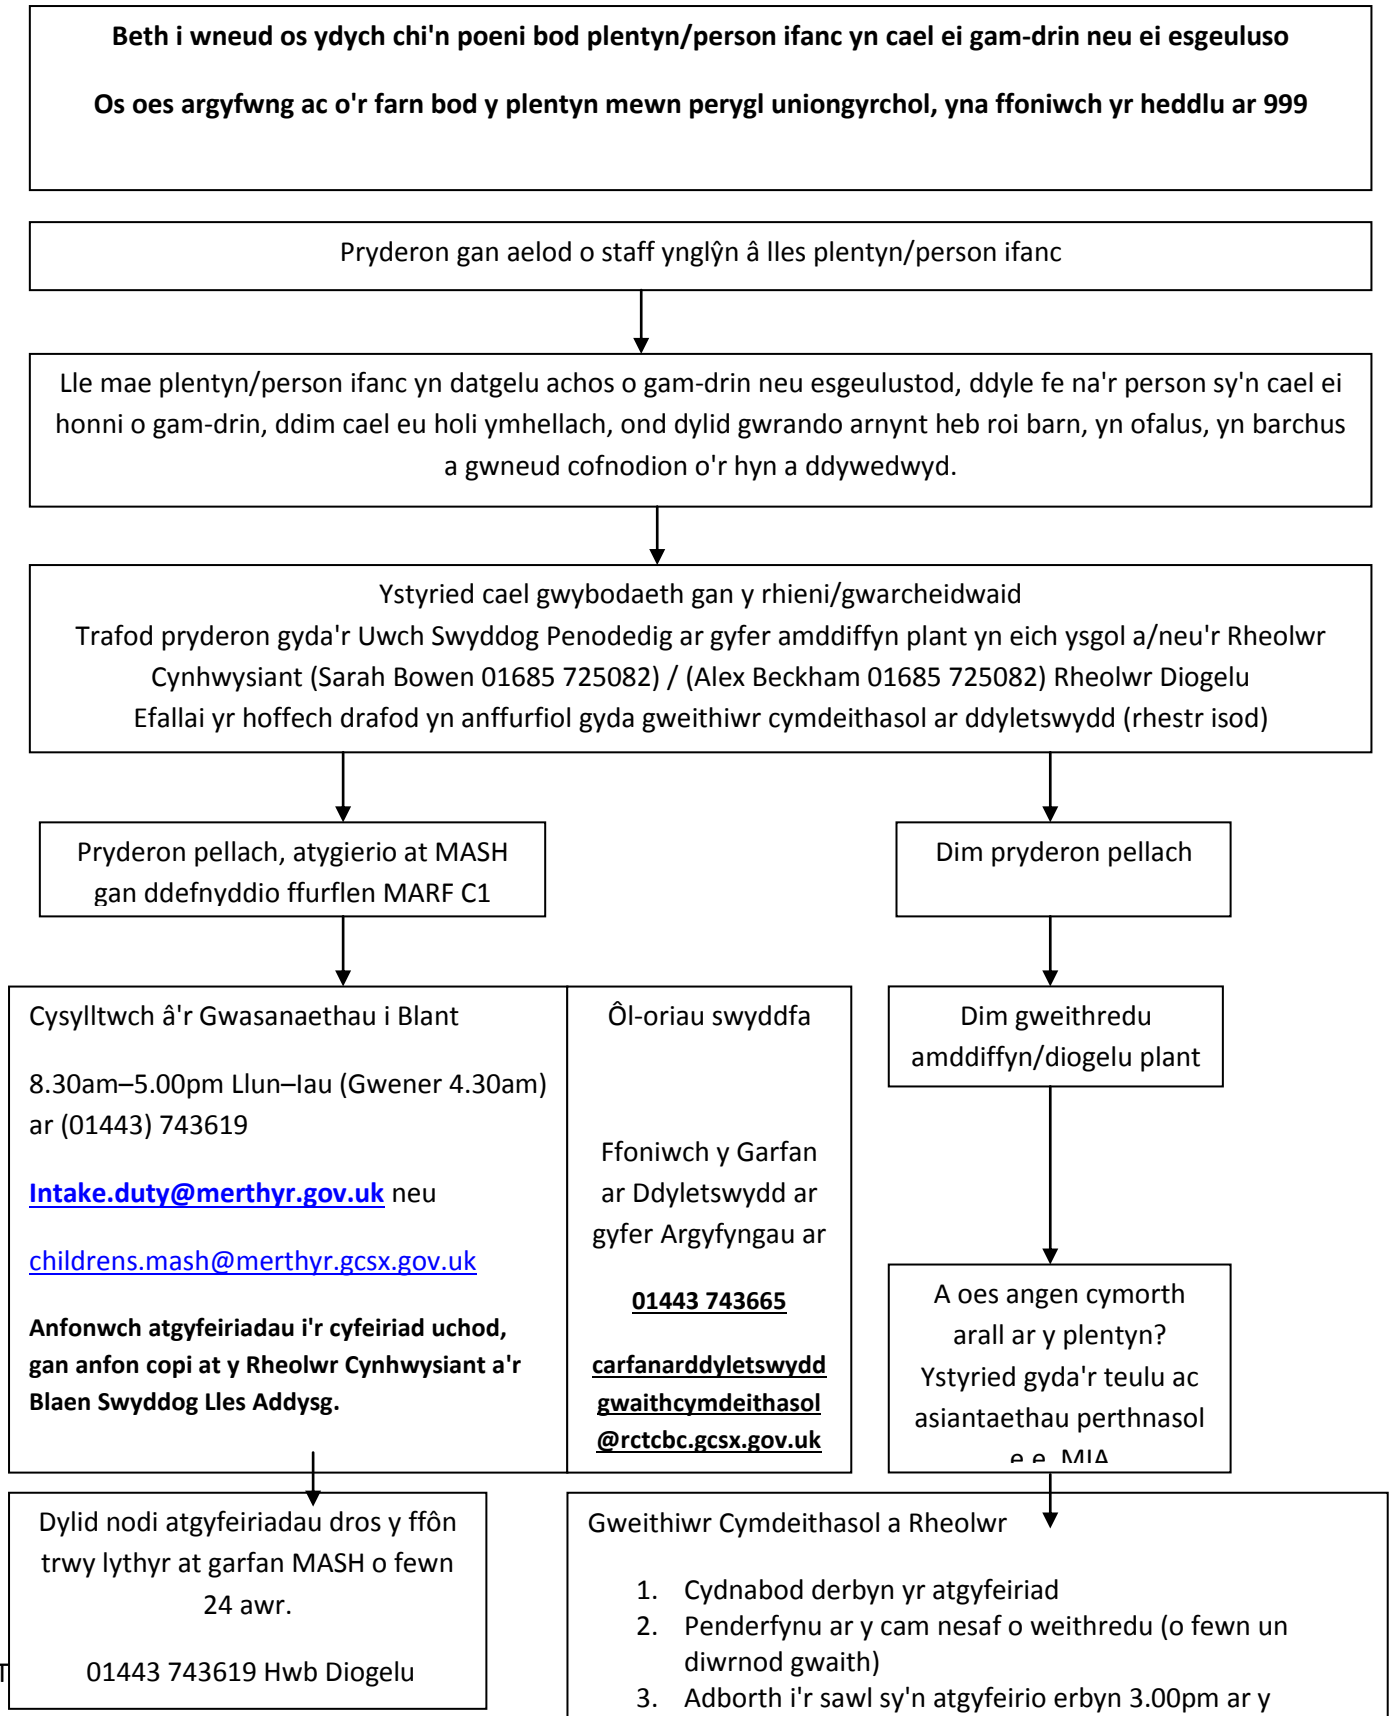 Beth i wneud os ydych chi'n poeni bod plentyn/person ifanc yn cael ei gam-drin neu ei esgeuluso
Os oes argyfwng ac o'r farn bod y plentyn mewn perygl uniongyrchol, yna ffoniwch yr heddlu ar 999
Pryderon gan aelod o staff ynglŷn â lles plentyn/person ifanc
Lle mae plentyn/person ifanc yn datgelu achos o gam-drin neu esgeulustod, ddyle fe na'r person sy'n cael ei
honni o gam-drin, ddim cael eu holi ymhellach, ond dylid gwrando arnynt heb roi barn, yn ofalus, yn barchus
a gwneud cofnodion o'r hyn a ddywedwyd.
Ystyried cael gwybodaeth gan y rhieni/gwarcheidwaid
Trafod pryderon gyda'r Uwch Swyddog Penodedig ar gyfer amddiffyn plant yn eich ysgol a/neu'r Rheolwr
Cynhwysiant (Sarah Bowen 01685 725082) / (Alex Beckham 01685 725082) Rheolwr Diogelu
Efallai yr hoffech drafod yn anffurfiol gyda gweithiwr cymdeithasol ar ddyletswydd (rhestr isod)
Pryderon pellach, atygierio at MASH
gan ddefnyddio ffurflen MARF C1
Dim pryderon pellach
Cysylltwch â'r Gwasanaethau i Blant
8.30am–5.00pm Llun–Iau (Gwener 4.30am)
ar (01443) 743619
Intake.duty@merthyr.gov.uk neu
childrens.mash@merthyr.gcsx.gov.uk
Anfonwch atgyfeiriadau i'r cyfeiriad uchod,
gan anfon copi at y Rheolwr Cynhwysiant a'r
Blaen Swyddog Lles Addysg.
Ôl-oriau swyddfa
Ffoniwch y Garfan
ar Ddyletswydd ar
gyfer Argyfyngau ar
01443 743665
carfanarddyletswydd
gwaithcymdeithasol
@rctcbc.gcsx.gov.uk
Dim gweithredu
amddiffyn/diogelu plant
A oes angen cymorth
arall ar y plentyn?
Ystyried gyda'r teulu ac
asiantaethau perthnasol
e.e. MIA
Dylid nodi atgyfeiriadau dros y ffôn
trwy lythyr at garfan MASH o fewn
24 awr.
01443 743619 Hwb Diogelu
Gweithiwr Cymdeithasol a Rheolwr
1. Cydnabod derbyn yr atgyfeiriad
2. Penderfynu ar y cam nesaf o weithredu (o fewn un
diwrnod gwaith)
3. Adborth i'r sawl sy'n atgyfeirio erbyn 3.00pm ar y